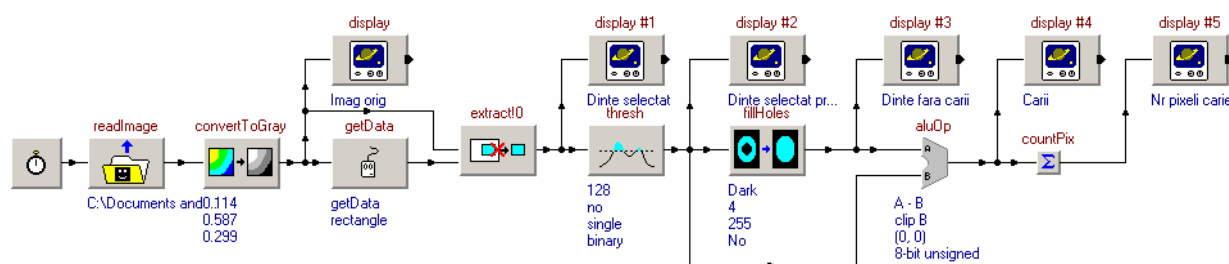 display
display #1
display #2
display #3
display #4
display #5
Imag orig
Dinte selectat
Dinte selectat pr...
Dinte fara carii
Carii
Nr pixeli carie
readImage
convertToGray
getData
extractIO
thresh
fillHoles
aluOp
countPix
A
B
Σ
C:\Documents and
0.114
0.587
0.299
getData
rectangle
128
no
single
binary
Dark
4
255
No
A - B
clip B
(0, 0)
8-bit unsigned